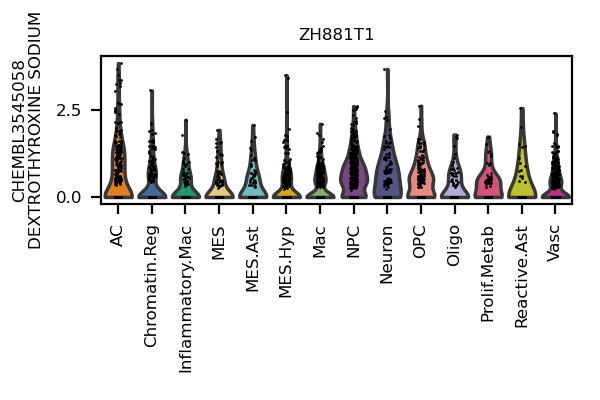 ZH881T1
CHEMBL3545058
DEXTROTHYROXINE SODIUM
2.5
0.0
AC
Chromatin.Reg
Inflammatory.Mac
MES
MES.Ast
MES.Hyp
Mac
NPC
Neuron
OPC
Oligo
Prolif.Metab
Reactive.Ast
Vasc